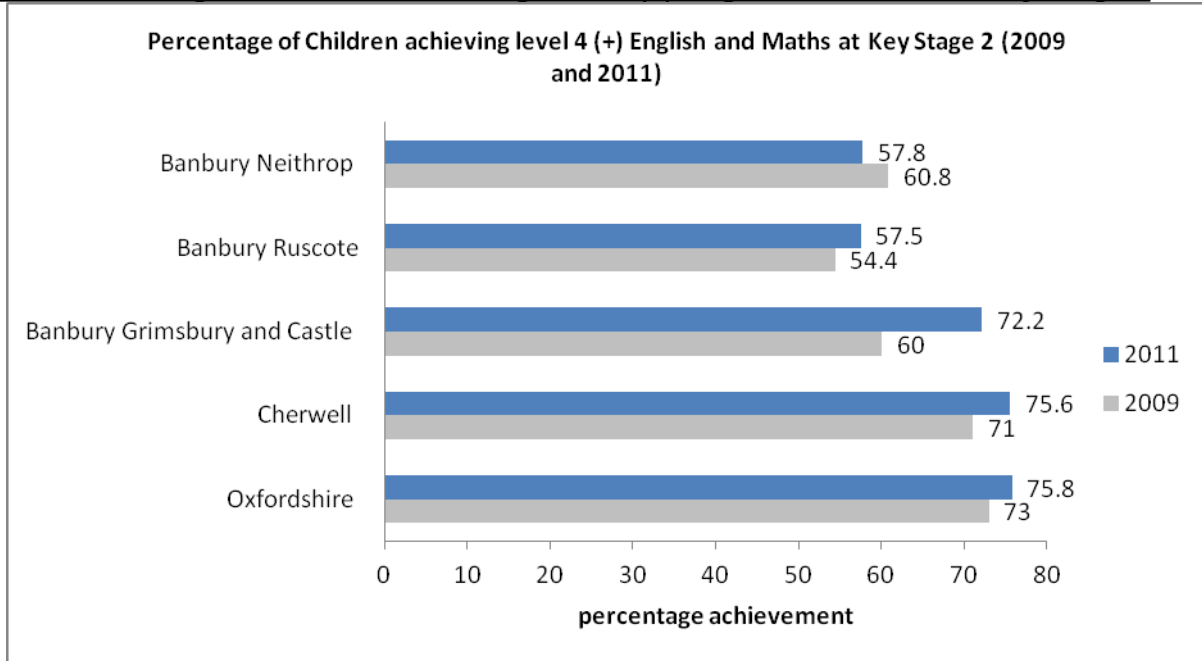 Percentage of Children achieving level 4 (+) English and Maths at Key Stage 2 (2009
and 2011)
Banbury Neithrop
57.8
60.8
Banbury Ruscote
57.5
54.4
Banbury Grimsbury and Castle
72.2
60
Cherwell
75.6
71
Oxfordshire
75.8
73
2011
2009
0 10 20 30 40 50 60 70 80
percentage achievement